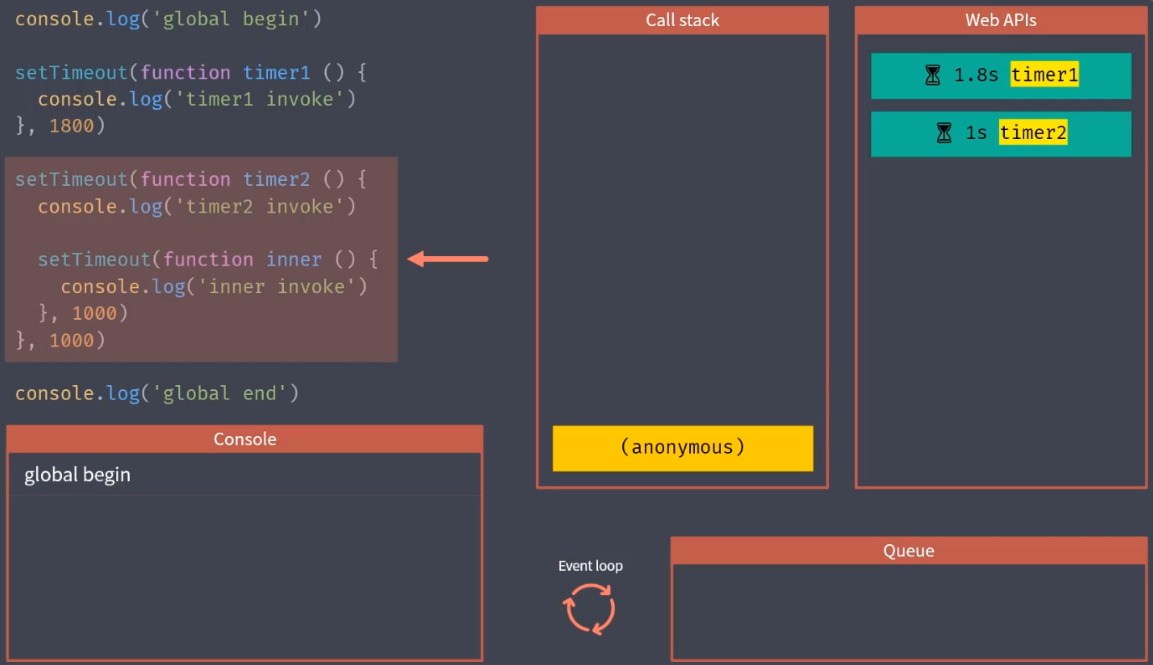 console.log('global begin')
setTimeout(function timer1 () {
  console.log('timer1 invoke')
}, 1800)
setTimeout(function timer2 () {
  console.log('timer2 invoke')
  setTimeout(function inner () {
    console.log('inner invoke')
  }, 1000)
}, 1000)
console.log('global end')
Console
global begin
Call stack
(anonymous)
Web APIs
1.8s timer1
1s timer2
Event loop
Queue